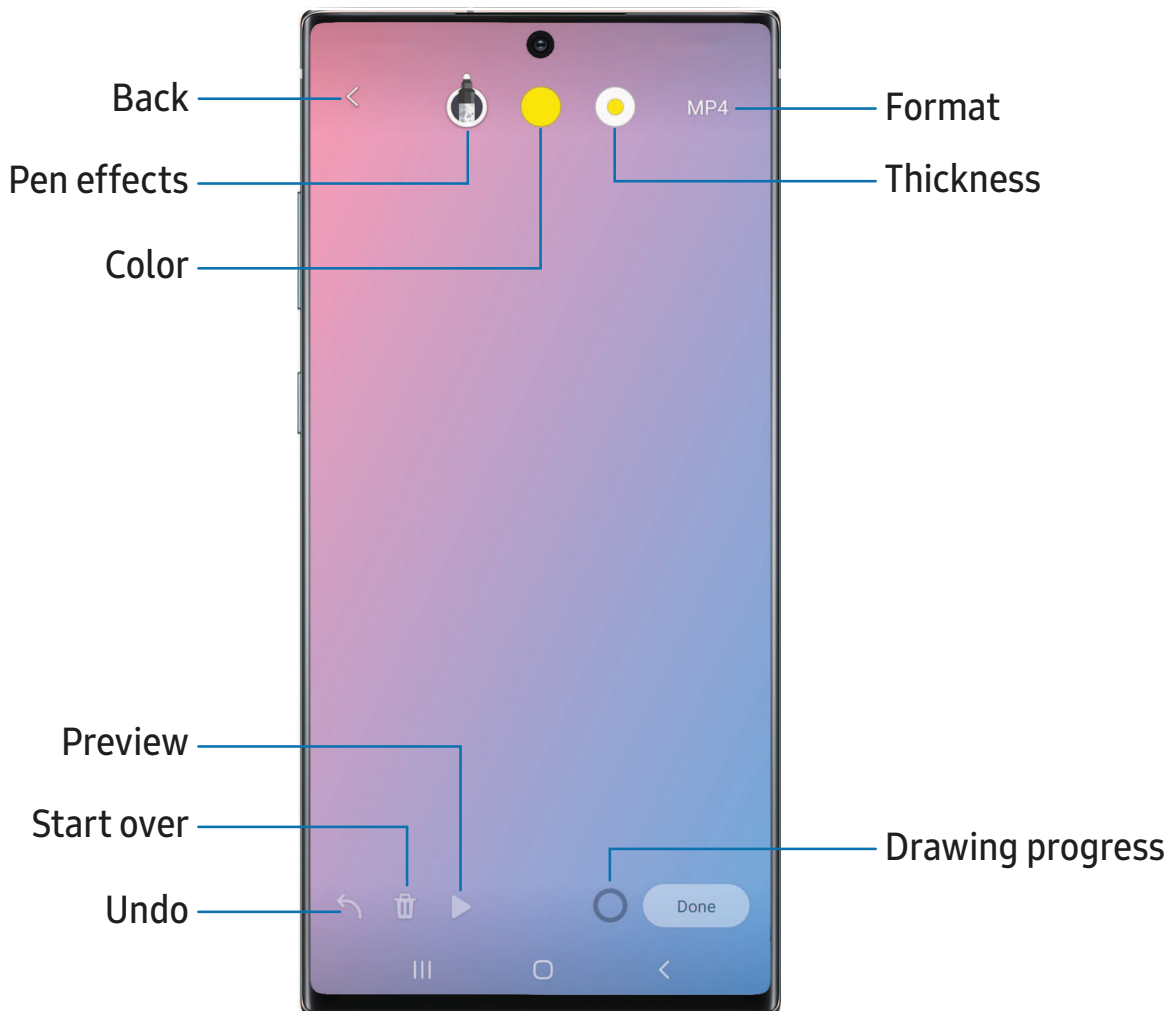 Back
MP4
Format
Pen effects
Thickness
Color
Preview
Start over
Drawing progress
Undo
Done